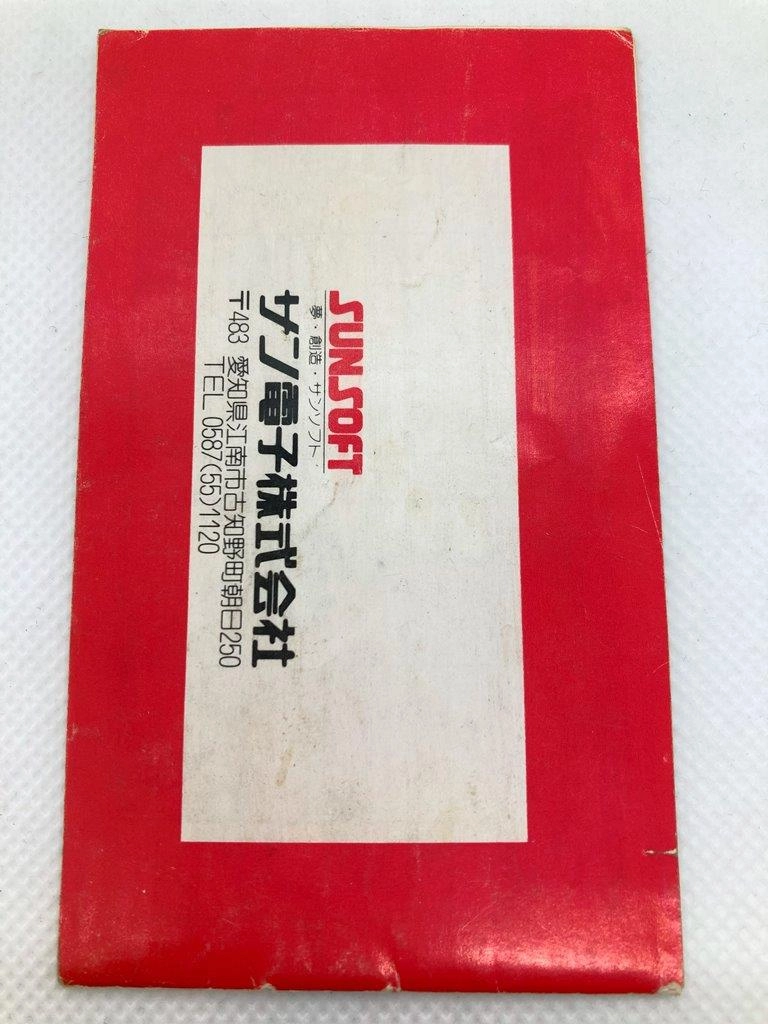 SUNSOFT
夢・創造・サンソフト
サン電子株式会社
〒483 愛知県江南市古知野町朝日250
TEL 0587(55)1120